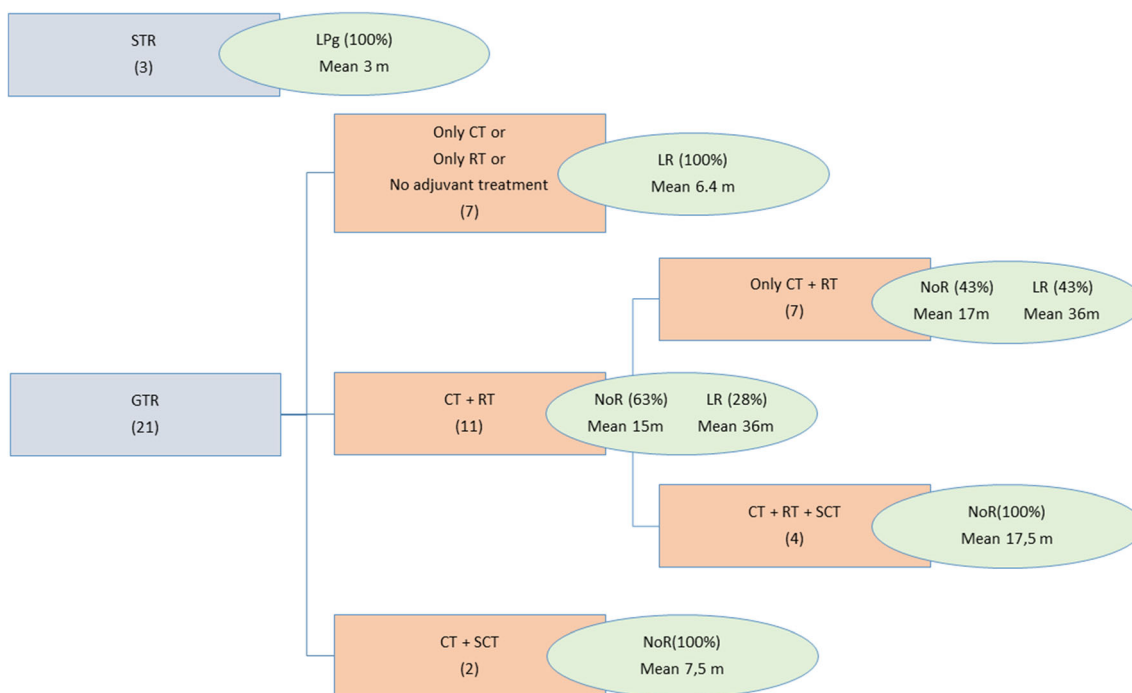 STR
(3)
LPg (100%)
Mean 3 m
Only CT or
Only RT or
No adjuvant treatment
(7)
LR (100%)
Mean 6.4 m
Only CT + RT
(7)
NoR (43%) LR (43%)
Mean 17m Mean 36m
GTR
(21)
CT + RT
(11)
NoR (63%) LR (28%)
Mean 15m Mean 36m
CT + RT + SCT
(4)
NoR(100%)
Mean 17,5 m
CT + SCT
(2)
NoR(100%)
Mean 7,5 m